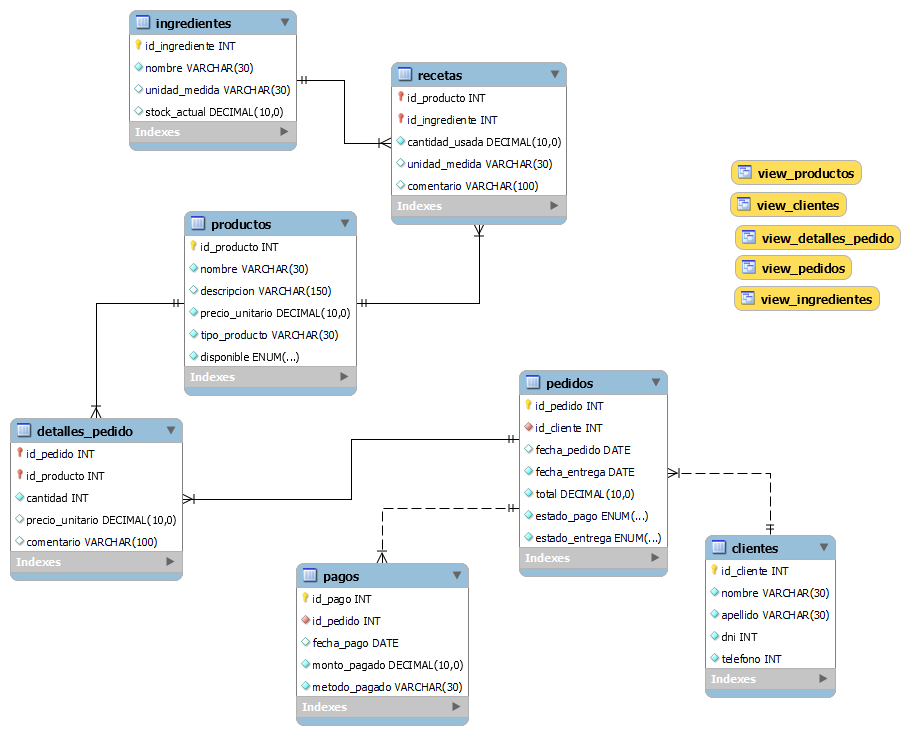 ingredientes
id_ingrediente INT
nombre VARCHAR(30)
unidad_medida VARCHAR(30)
stock_actual DECIMAL(10,0)
Indexes
recetas
id_producto INT
id_ingrediente INT
cantidad_usada DECIMAL(10,0)
unidad_medida VARCHAR(30)
comentario VARCHAR(100)
Indexes
view_productos
view_clientes
view_detalles_pedido
view_pedidos
view_ingredientes
productos
id_producto INT
nombre VARCHAR(30)
descripcion VARCHAR(150)
precio_unitario DECIMAL(10,0)
tipo_producto VARCHAR(30)
disponible ENUM(...)
Indexes
detalles_pedido
id_pedido INT
id_producto INT
cantidad INT
precio_unitario DECIMAL(10,0)
comentario VARCHAR(100)
Indexes
pedidos
id_pedido INT
id_cliente INT
fecha_pedido DATE
fecha_entrega DATE
total DECIMAL(10,0)
estado_pago ENUM(...)
estado_entrega ENUM(...)
Indexes
pagos
id_pago INT
id_pedido INT
fecha_pago DATE
monto_pagado DECIMAL(10,0)
metodo_pagado VARCHAR(30)
Indexes
clientes
id_cliente INT
nombre VARCHAR(30)
apellido VARCHAR(30)
dni INT
telefono INT
Indexes